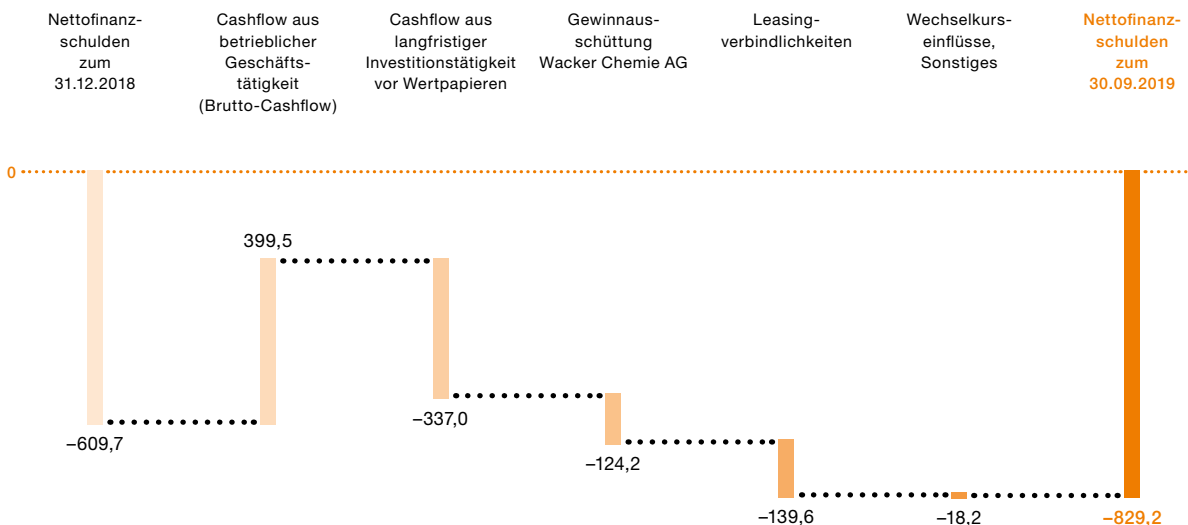 Nettofinanz-
schulden
zum
31.12.2018
Cashflow aus
betrieblicher
Geschäfts-
tätigkeit
(Brutto-Cashflow)
Cashflow aus
langfristiger
Investitionstätigkeit
vor Wertpapieren
Gewinnaus-
schüttung
Wacker Chemie AG
Leasing-
verbindlichkeiten
Wechselkurs-
einflüsse,
Sonstiges
Nettofinanz-
schulden
zum
30.09.2019
0
–609,7
399,5
–337,0
–124,2
–139,6
–18,2
–829,2